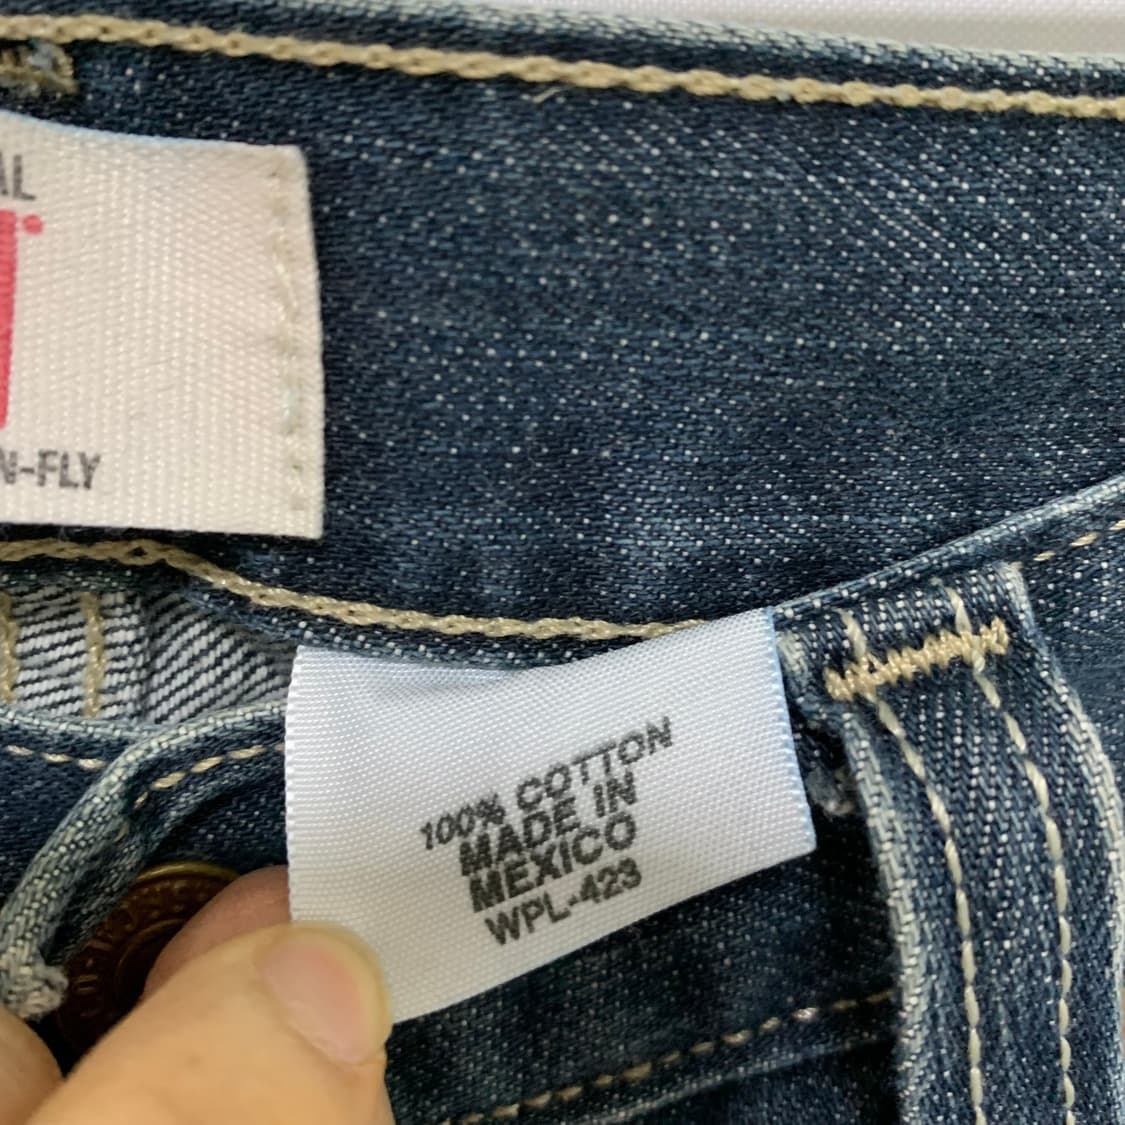 AL
N-FLY
100% COTTON
MADE IN
MEXICO
WPL-423